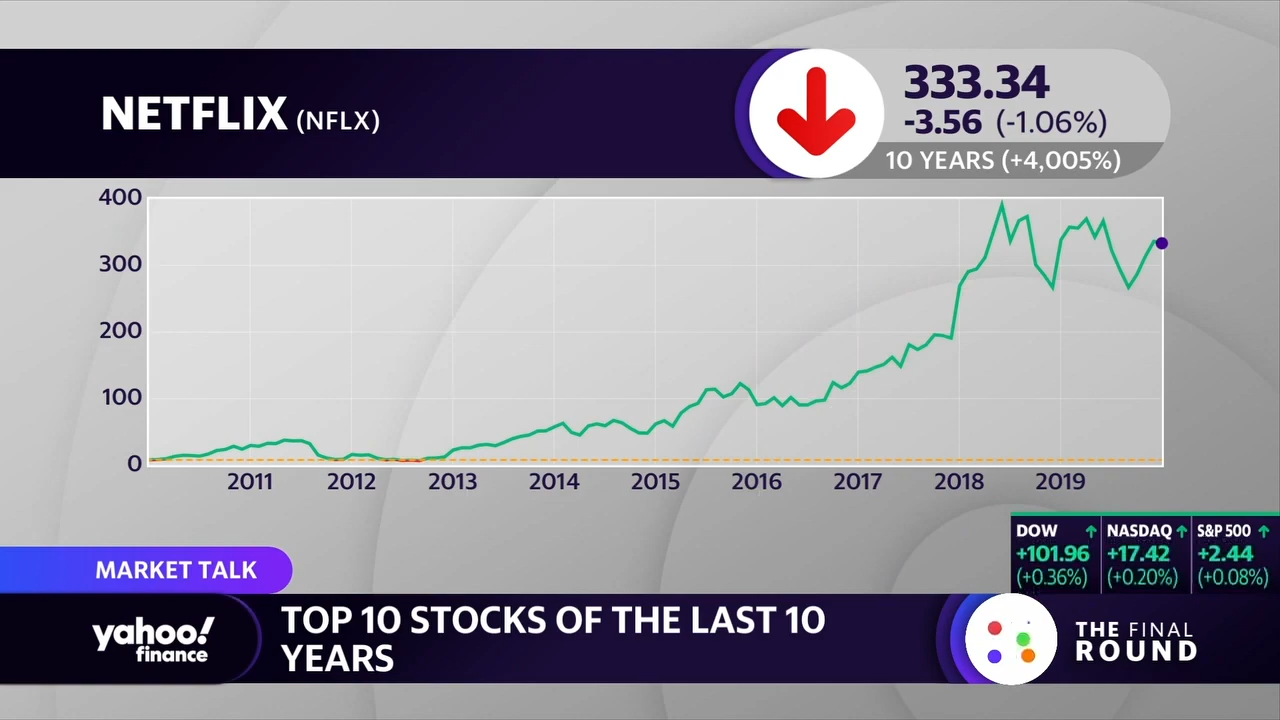 NETFLIX (NFLX)
333.34
-3.56 (-1.06%)
10 YEARS (+4,005%)
400
300
200
100
0
2011 2012 2013 2014 2015 2016 2017 2018 2019
DOW NASDAQ S&P 500
+101.96 +17.42 +2.44
(+0.36%) (+0.20%) (+0.08%)
MARKET TALK
yahoo!
finance
TOP 10 STOCKS OF THE LAST 10
YEARS
THE FINAL
ROUND